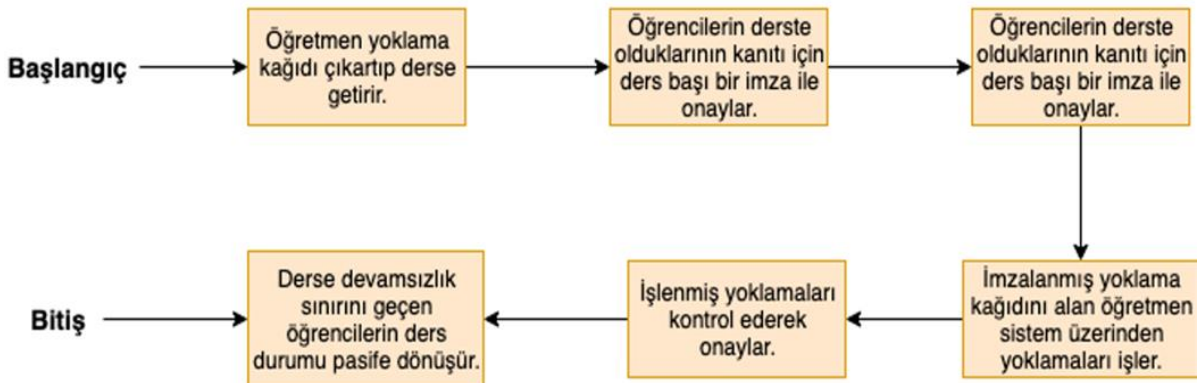 Başlangıç
Öğretmen yoklama
kağıdı çıkartıp derse
getirir.
Öğrencilerin derste
olduklarının kanıtı için
ders başı bir imza ile
onaylar.
Öğrencilerin derste
olduklarının kanıtı için
ders başı bir imza ile
onaylar.
İmzalanmış yoklama
kağıdını alan öğretmen
sistem üzerinden
yoklamaları işler.
İşlenmiş yoklamaları
kontrol ederek
onaylar.
Derse devamsızlık
sınırını geçen
öğrencilerin ders
durumu pasife dönüşür.
Bitiş